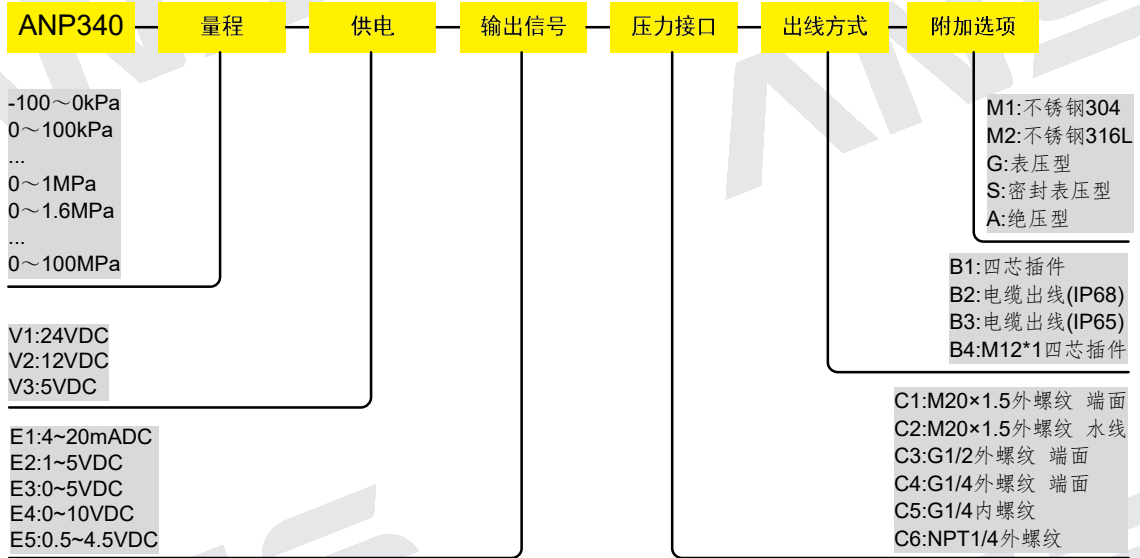 ANP340
量程
供电
输出信号
压力接口
出线方式
附加选项
-100～0kPa
0～100kPa
...
0～1MPa
0～1.6MPa
...
0～100MPa
V1:24VDC
V2:12VDC
V3:5VDC
E1:4~20mADC
E2:1~5VDC
E3:0~5VDC
E4:0~10VDC
E5:0.5~4.5VDC
M1:不锈钢304
M2:不锈钢316L
G:表压型
S:密封表压型
A:绝压型
B1:四芯插件
B2:电缆出线(IP68)
B3:电缆出线(IP65)
B4:M12*1四芯插件
C1:M20×1.5外螺纹 端面
C2:M20×1.5外螺纹 水线
C3:G1/2外螺纹 端面
C4:G1/4外螺纹 端面
C5:G1/4内螺纹
C6:NPT1/4外螺纹